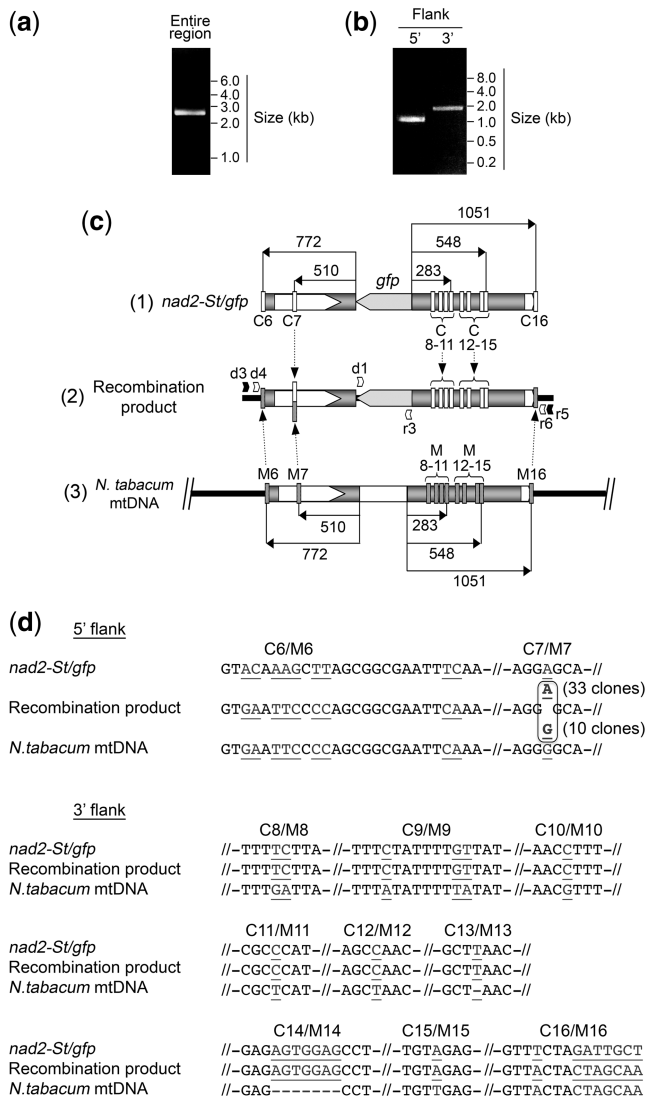 (a)
Entire
region
6.0
4.0
3.0
2.0
1.0
Size (kb)
(b)
Flank
5' 3'
8.0
4.0
2.0
1.0
0.5
0.2
Size (kb)
(c)
1051
772
548
510
283
gfp
(1) nad2-St/gfp
C6 C7 C16
C C
8-11 12-15
(2) Recombination
product
d3 d4 d1
r3 r6 r5
(3) N. tabacum
mtDNA
M6 M7 M M M16
8-11 12-15
510 283
772 548
1051
(d)
5' flank
C6/M6 C7/M7
nad2-St/gfp GTACAAAGCTTAGCGGCGAATTTCAA–//–AGGAGCA–//
A (33 clones)
Recombination product GTGAATTCCCCAGCGGCGAATTTCAA–//–AGG GCA–//
G (10 clones)
N.tabacum mtDNA GTGAATTCCCCAGCGGCGAATTCAAA–//–AGGGGCA–//
3' flank
C8/M8 C9/M9 C10/M10
nad2-St/gfp //–TTTTCTTA–//–TTTCTATTTTGTTAT–//–AACCTTT–//
Recombination product //–TTTTCTTA–//–TTTCTATTTTGTTAT–//–AACCTTT–//
N.tabacum mtDNA //–TTTGATTA–//–TTTATATTTTTATAT–//–AACGTTT–//
C11/M11 C12/M12 C13/M13
nad2-St/gfp //–CGCCCAT–//–AGCCAAC–//–GCTTAAC–//
Recombination product //–CGCCCAT–//–AGCCAAC–//–GCTTAAC–//
N.tabacum mtDNA //–CGCTCAT–//–AGCTAAC–//–GCT-AAC–//
C14/M14 C15/M15 C16/M16
nad2-St/gfp //–GAGAGTGGAGCCT–//–TGTAGAG–//–GTTTCTAGATTGCT
Recombination product //–GAGAGTGGAGCCT–//–TGTAGAG–//–GTTACTACTAGCAA
N.tabacum mtDNA //–GAG-------CCT–//–TGTTGAG–//–GTTACTACTAGCAA